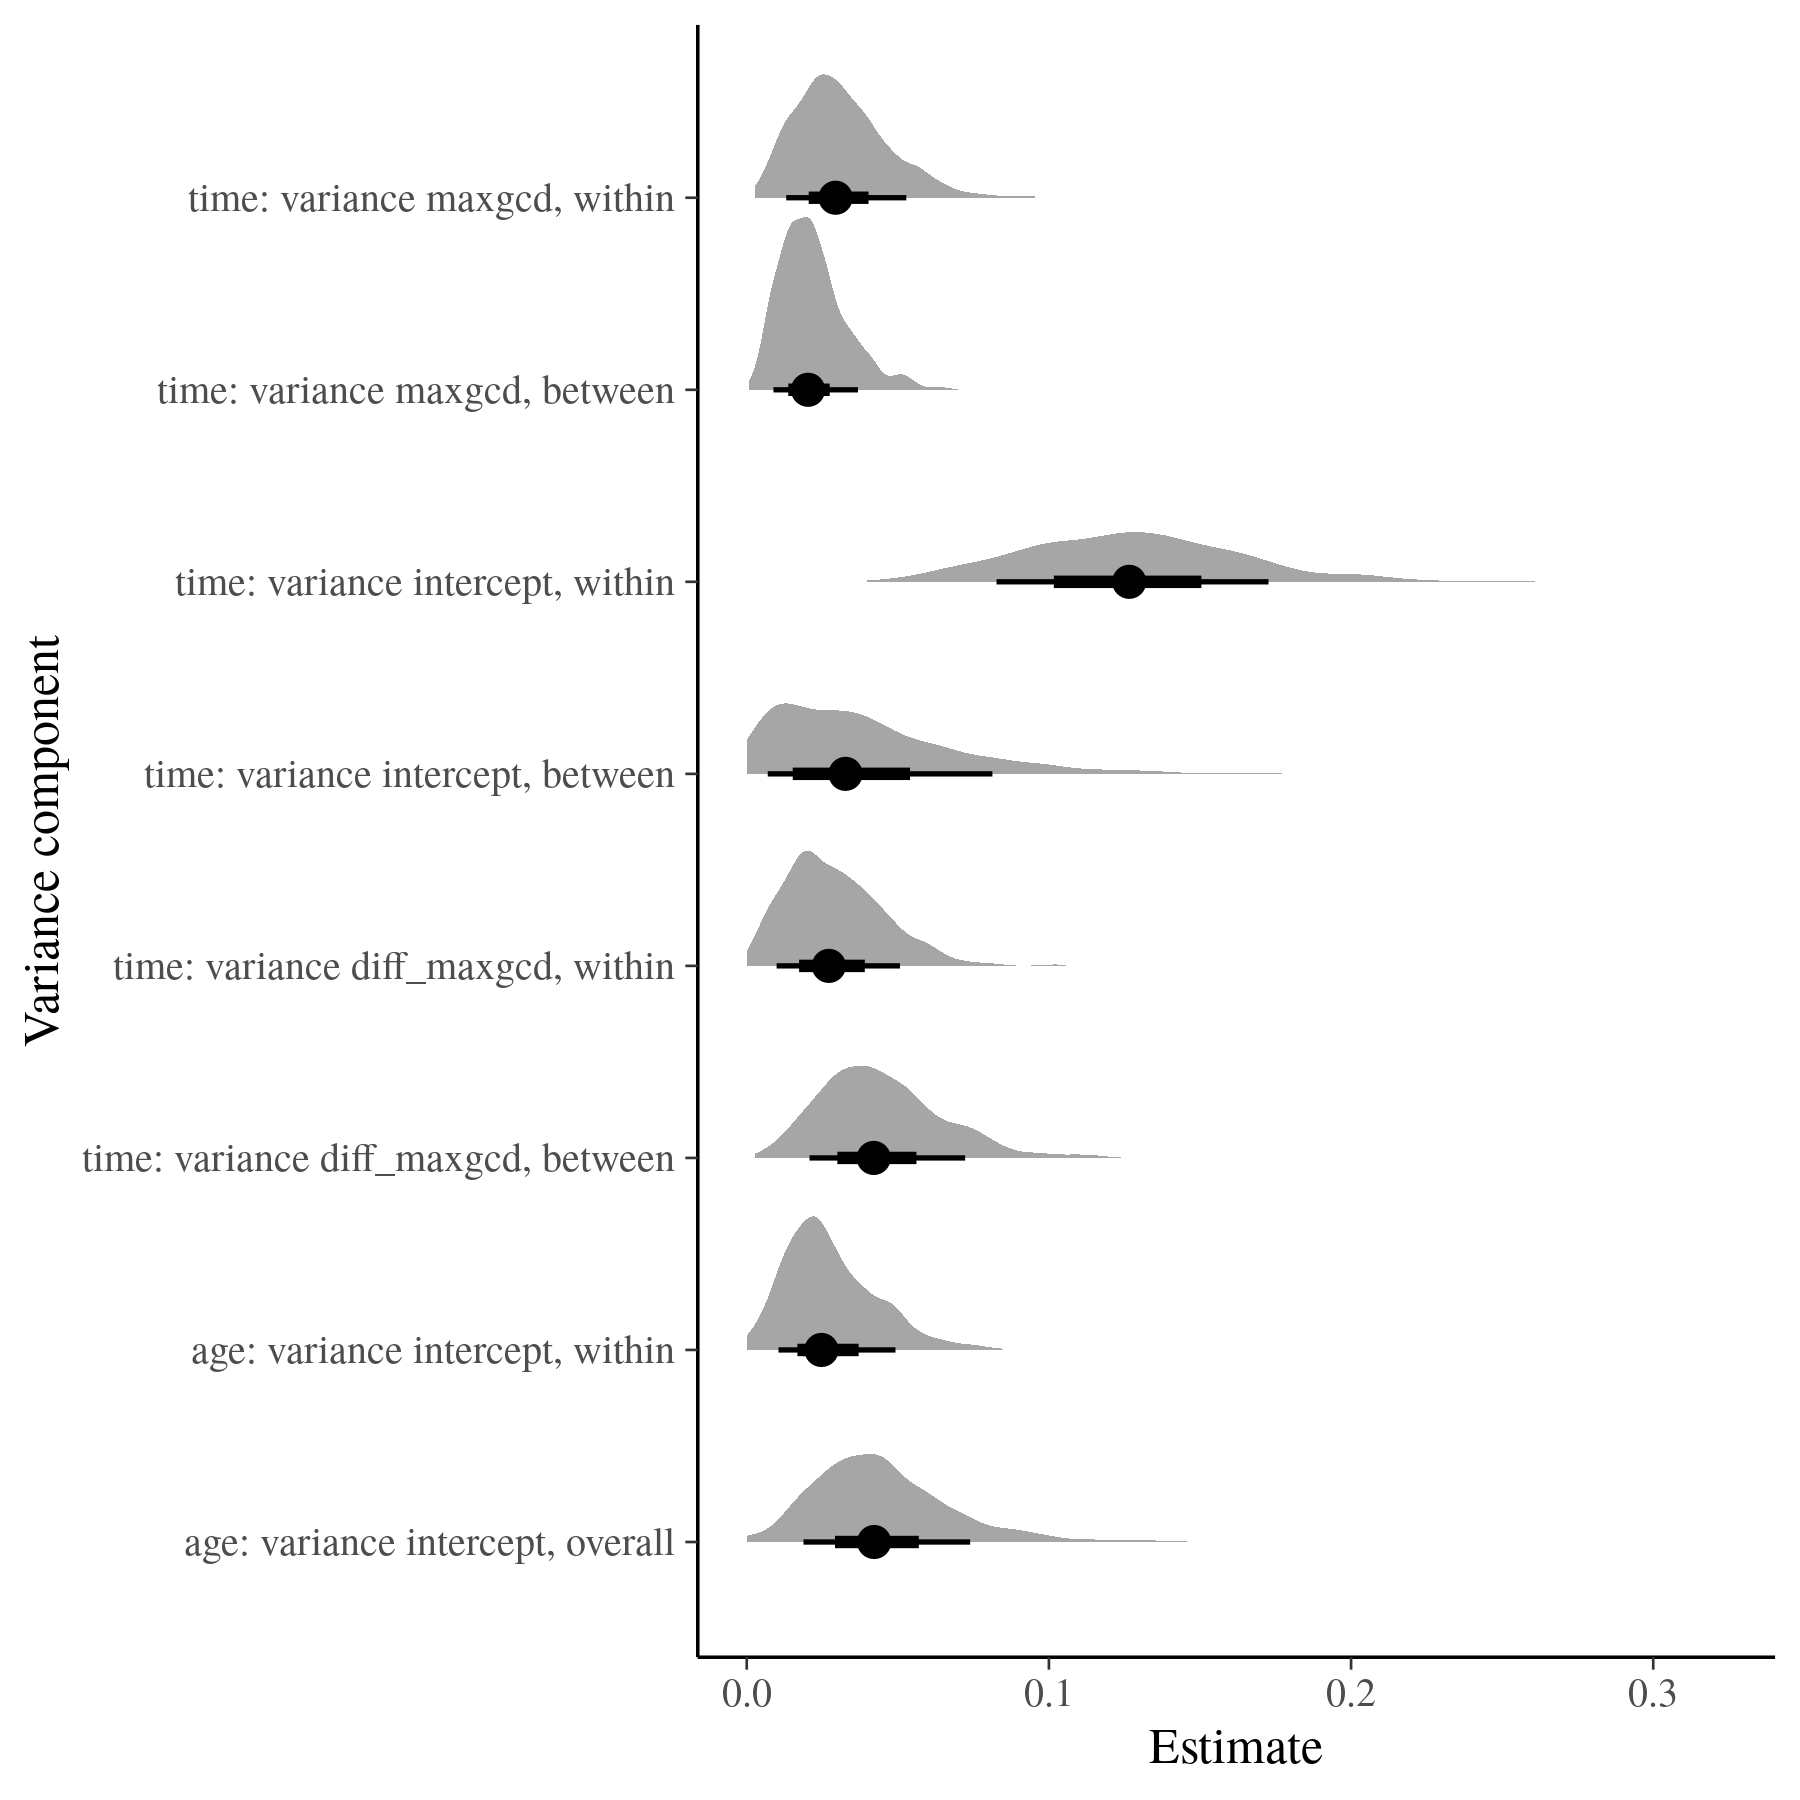 time: variance maxgcd, within
time: variance maxgcd, between
time: variance intercept, within
time: variance intercept, between
time: variance diff_maxgcd, within
time: variance diff_maxgcd, between
age: variance intercept, within
age: variance intercept, overall
Variance component
0.0 0.1 0.2 0.3
Estimate